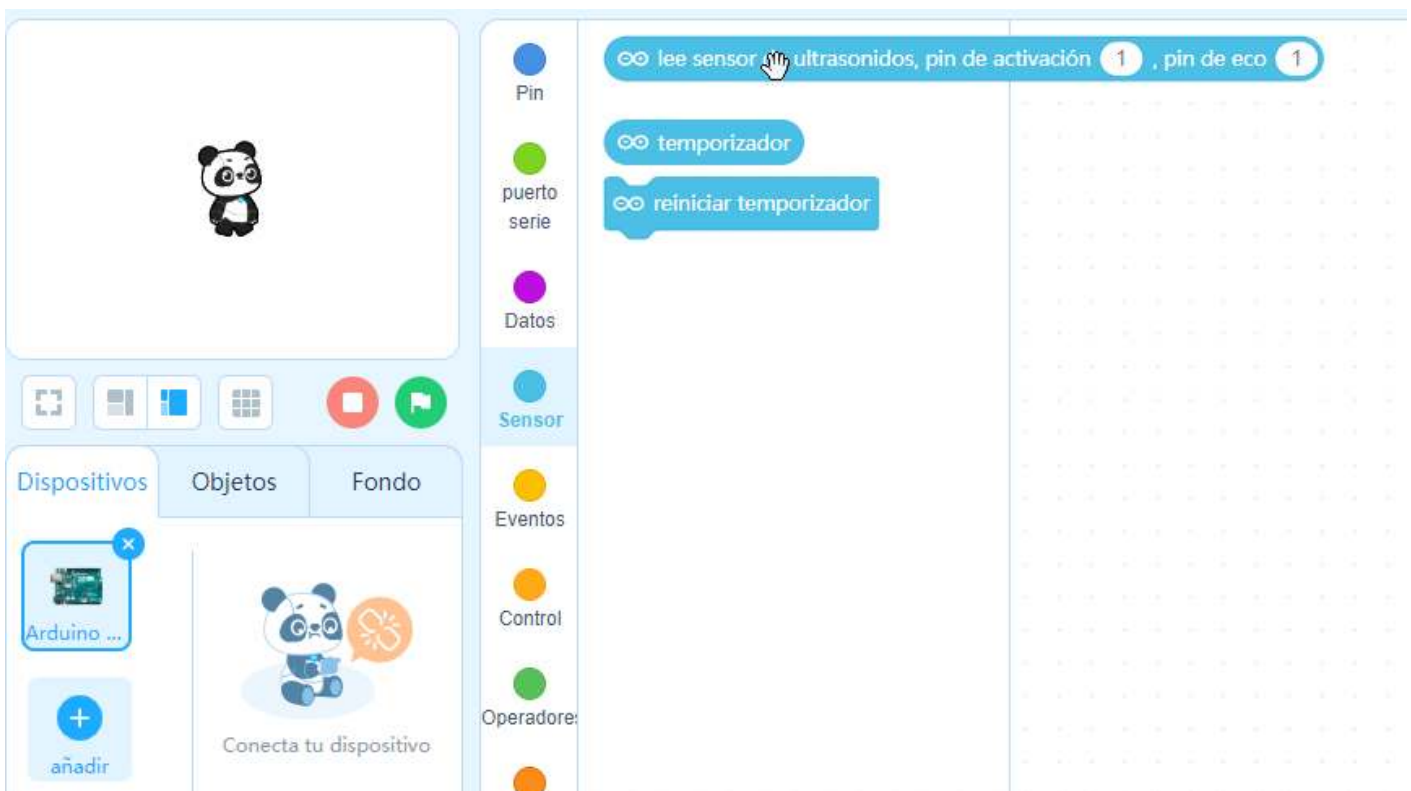 Pin
puerto
serie
Datos
Sensor
Eventos
Control
Operadore
lee sensor ultrasonidos, pin de activación 1 , pin de eco 1
temporizador
reiniciar temporizador
Dispositivos Objetos Fondo
Arduino ...
añadir
Conecta tu dispositivo